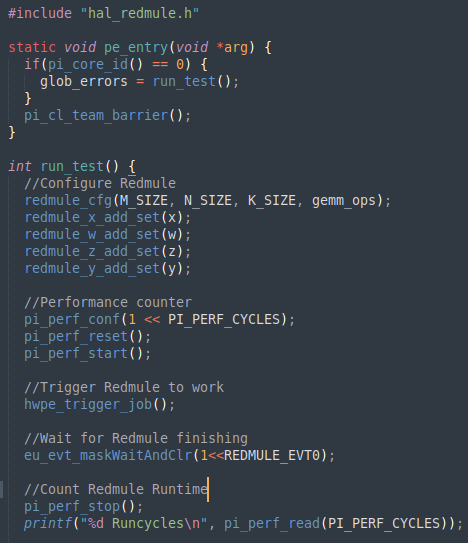 #include "hal_redmule.h"
static void pe_entry(void *arg) {
if(pi_core_id() == 0) {
glob_errors = run_test();
}
pi_cl_team_barrier();
}
int run_test() {
//Configure Redmule
redmule_cfg(M_SIZE, N_SIZE, K_SIZE, gemm_ops);
redmule_x_add_set(x);
redmule_w_add_set(w);
redmule_z_add_set(z);
redmule_y_add_set(y);
//Performance counter
pi_perf_conf(1 << PI_PERF_CYCLES);
pi_perf_reset();
pi_perf_start();
//Trigger Redmule to work
hwpe_trigger_job();
//Wait for Redmule finishing
eu_evt_maskWaitAndClr(1<<REDMULE_EVT0);
//Count Redmule Runtime
pi_perf_stop();
printf("%d Runcycles\n", pi_perf_read(PI_PERF_CYCLES));